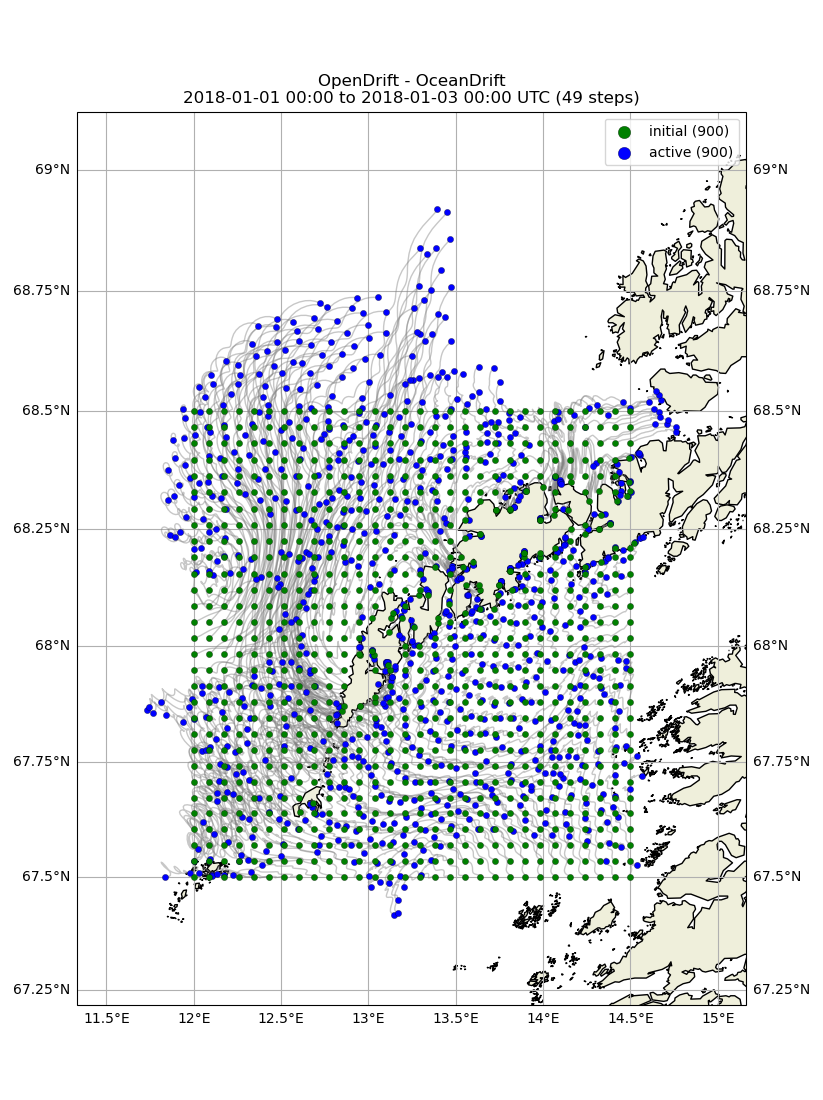 OpenDrift - OceanDrift
2018-01-01 00:00 to 2018-01-03 00:00 UTC (49 steps)
initial (900)
active (900)
69°N
69°N
68.75°N
68.75°N
68.5°N
68.5°N
68.25°N
68.25°N
68°N
68°N
67.75°N
67.75°N
67.5°N
67.5°N
67.25°N
67.25°N
11.5°E
12°E
12.5°E
13°E
13.5°E
14°E
14.5°E
15°E